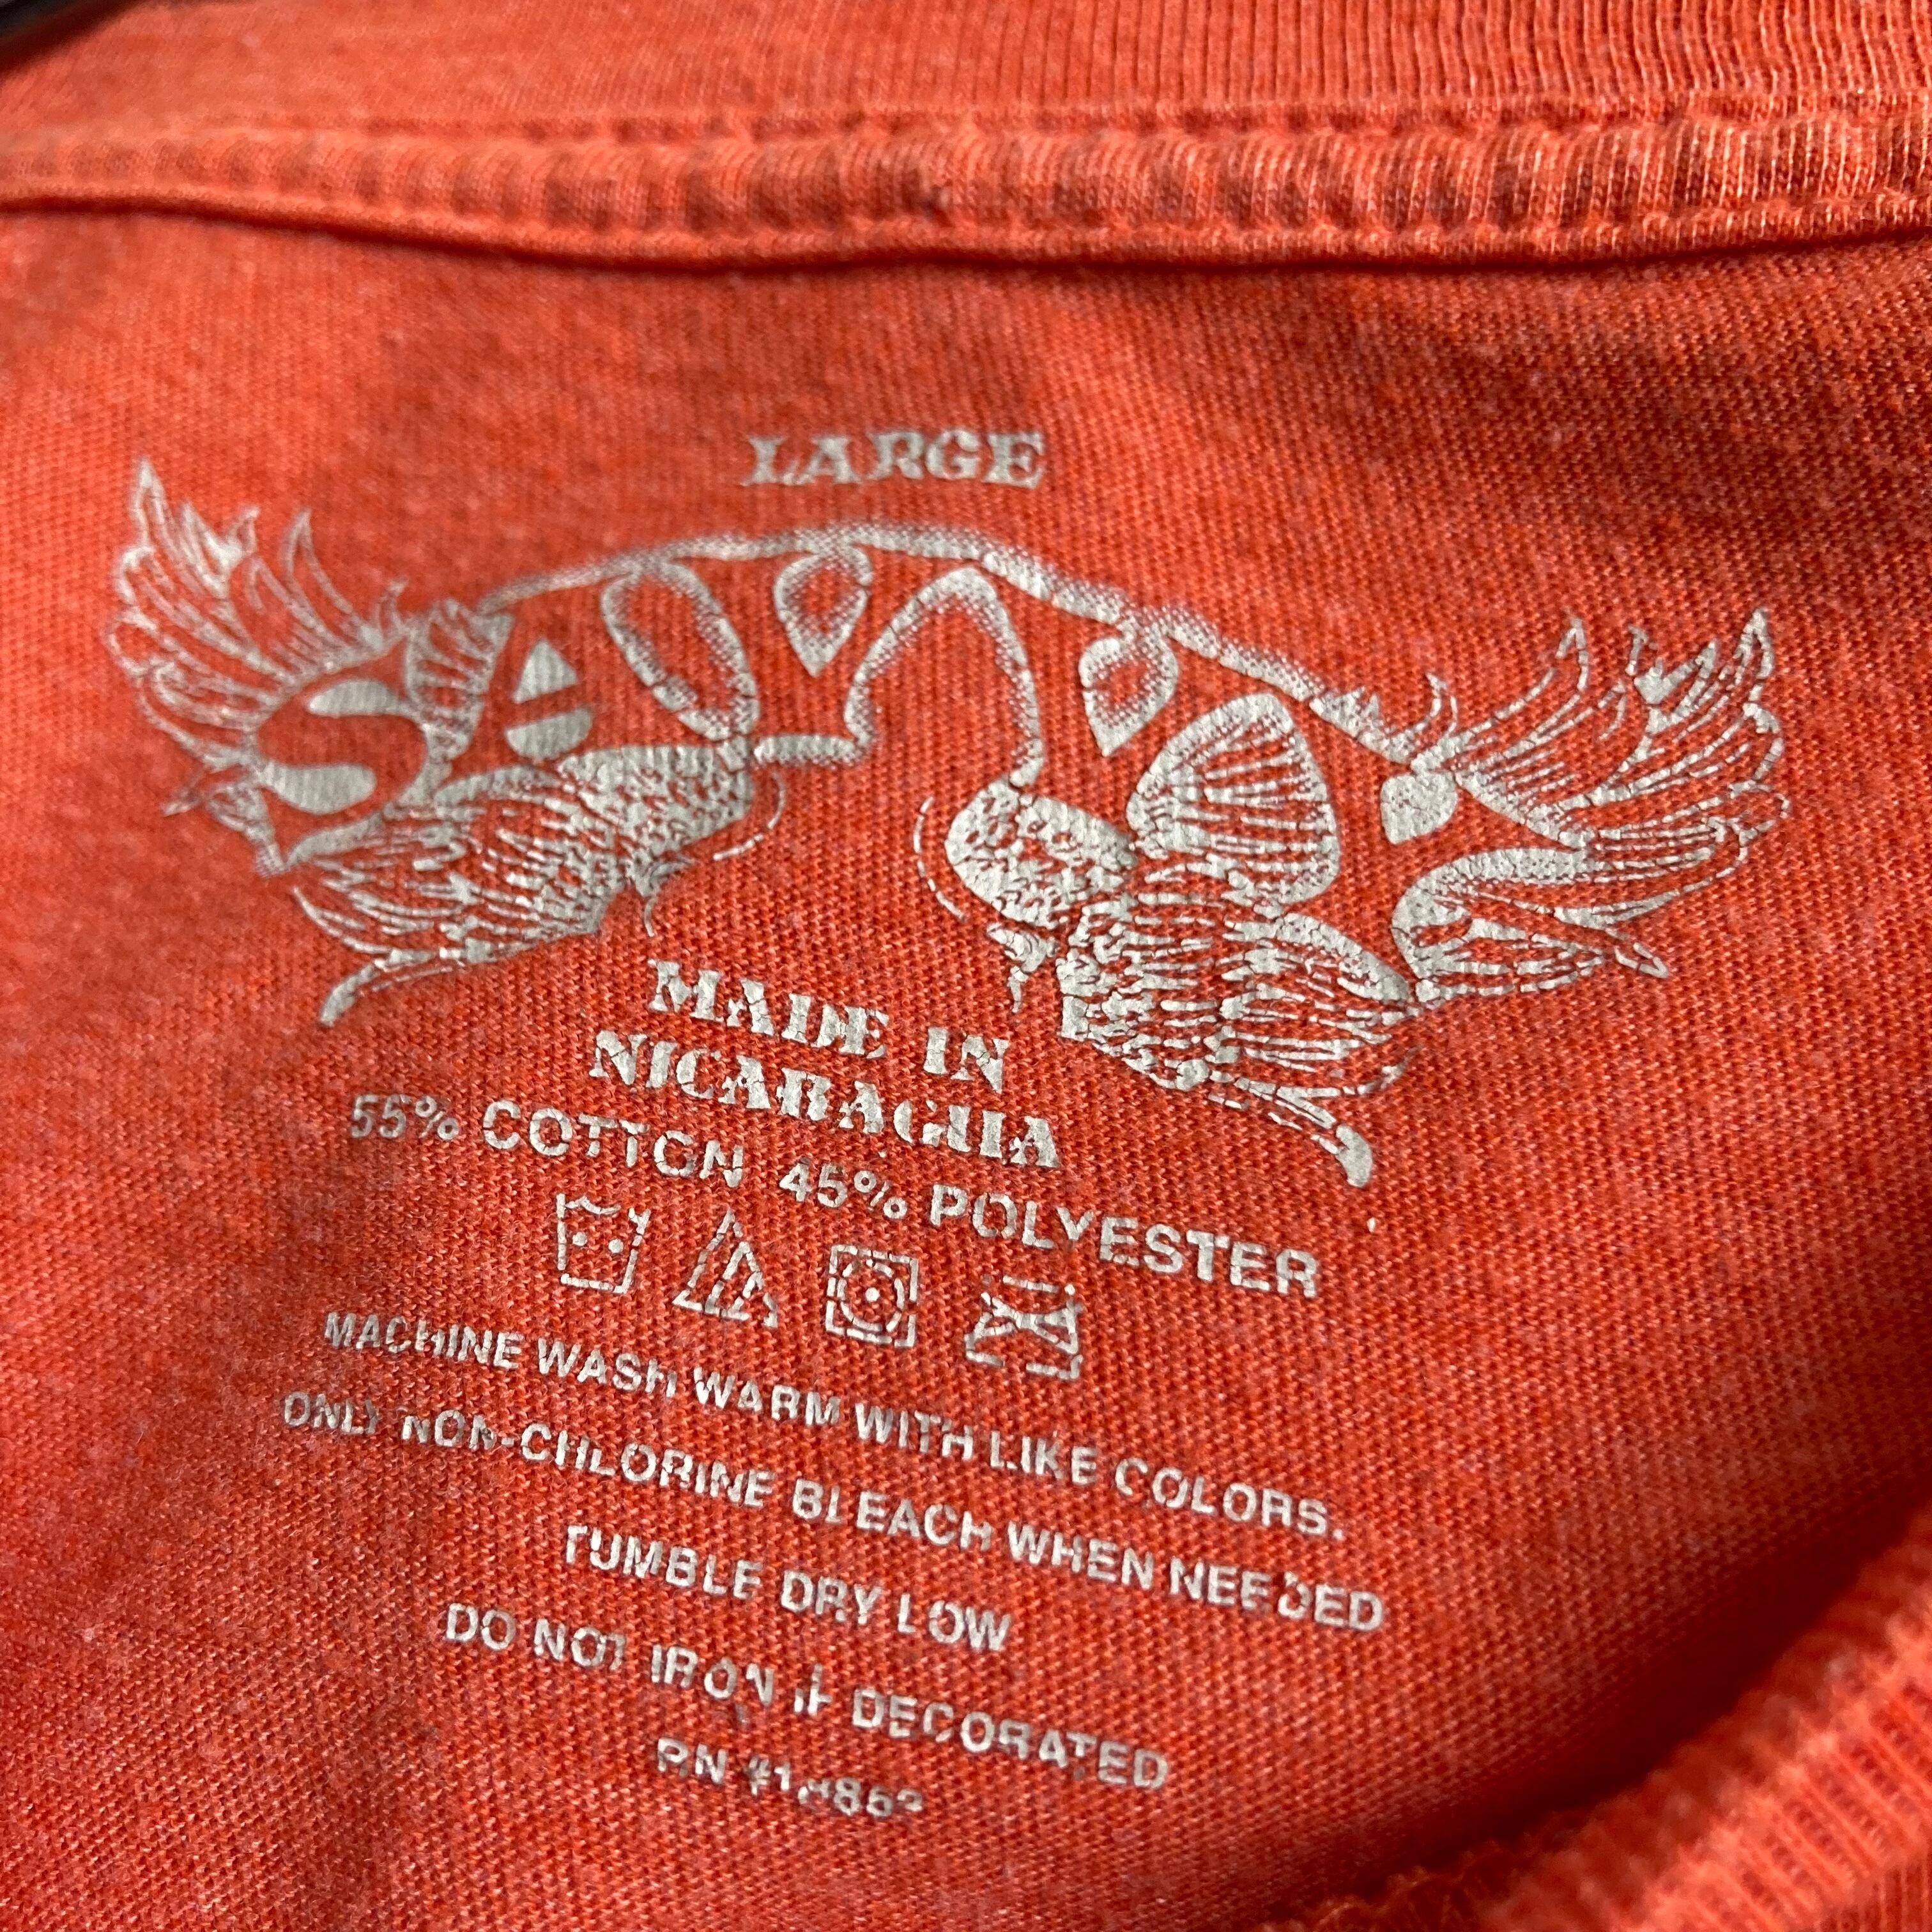 LARGE
MADE IN
NICARAGUA
55% COTTON 45% POLYESTER
MACHINE WASH WARM WITH LIKE COLORS.
ONLY NON-CHLORINE BLEACH WHEN NEEDED
TUMBLE DRY LOW
DO NOT IRON IF DECORATED
RN